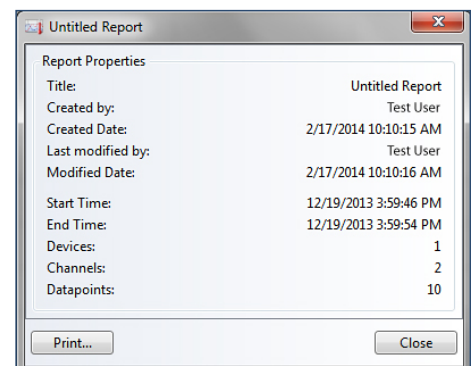 Untitled Report
X
Report Properties
Title: Untitled Report
Created by: Test User
Created Date: 2/17/2014 10:10:15 AM
Last modified by: Test User
Modified Date: 2/17/2014 10:10:16 AM
Start Time: 12/19/2013 3:59:46 PM
End Time: 12/19/2013 3:59:54 PM
Devices: 1
Channels: 2
Datapoints: 10
Print... Close